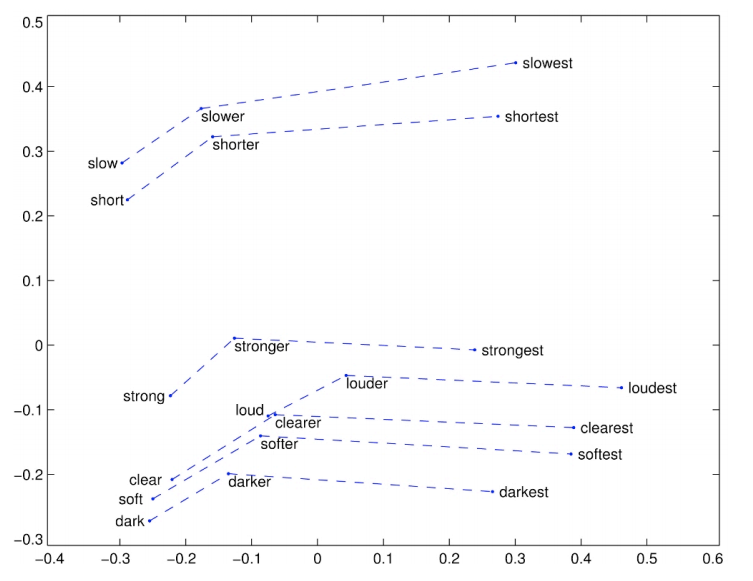 0.5
slowest
0.4
slower
shortest
shorter
0.3
slow
short
0.2
0.1
0
stronger
strongest
strong
louder
loudest
−0.1
loud
clearer
clearest
softer
softest
−0.2
clear
darker
soft
darkest
dark
−0.3
−0.4 −0.3 −0.2 −0.1 0 0.1 0.2 0.3 0.4 0.5 0.6